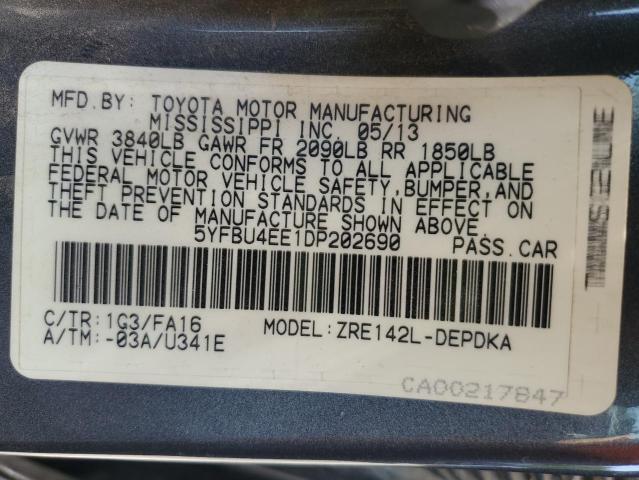 MFD.BY: TOYOTA MOTOR MANUFACTURING
MISSISSIPPI INC. 05/13
GVWR 3840LB GAWR FR 2090LB RR 1850LB
THIS VEHICLE CONFORMS TO ALL APPLICABLE
FEDERAL MOTOR VEHICLE SAFETY,BUMPER,AND
THEFT PREVENTION STANDARDS IN EFFECT ON
THE DATE OF MANUFACTURE SHOWN ABOVE.
5YFBU4EE1DP202690 PASS.CAR
C/TR:1G3/FA16 MODEL:ZRE142L-DEPDKA
A/TM:-03A/U341E
CA00217847